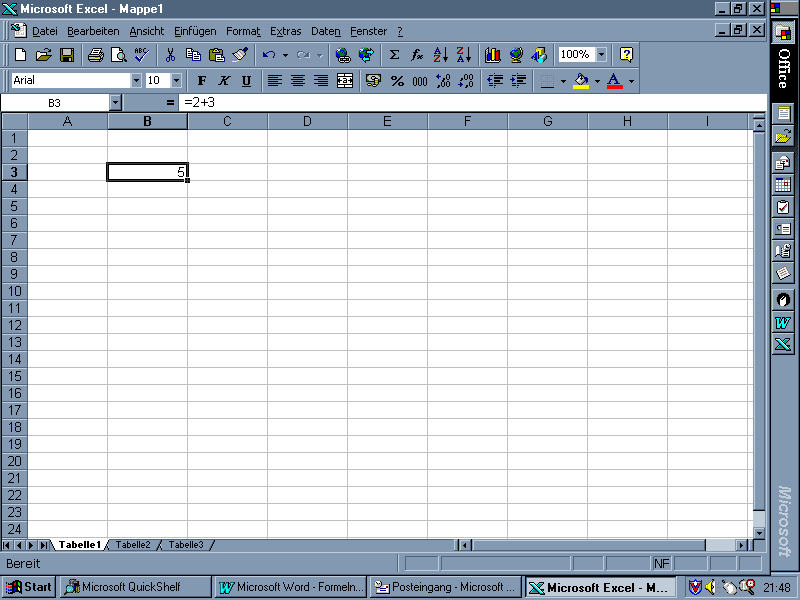 Microsoft Excel - Mappe1
Datei Bearbeiten Ansicht Einfügen Format Extras Daten Fenster ?
ABC Σ fx A Z Z A 100% ?
Arial 10 F K U % 000 A
B3 = =2+3
A B C D E F G H I
1
2
3 5
4
5
6
7
8
9
10
11
12
13
14
15
16
17
18
19
20
21
22
23
24
Tabelle1 Tabelle2 Tabelle3
Bereit NF
Start Microsoft QuickShelf Microsoft Word - Formeln... Posteingang - Microsoft ... Microsoft Excel - M... 21:48
Office
Microsoft